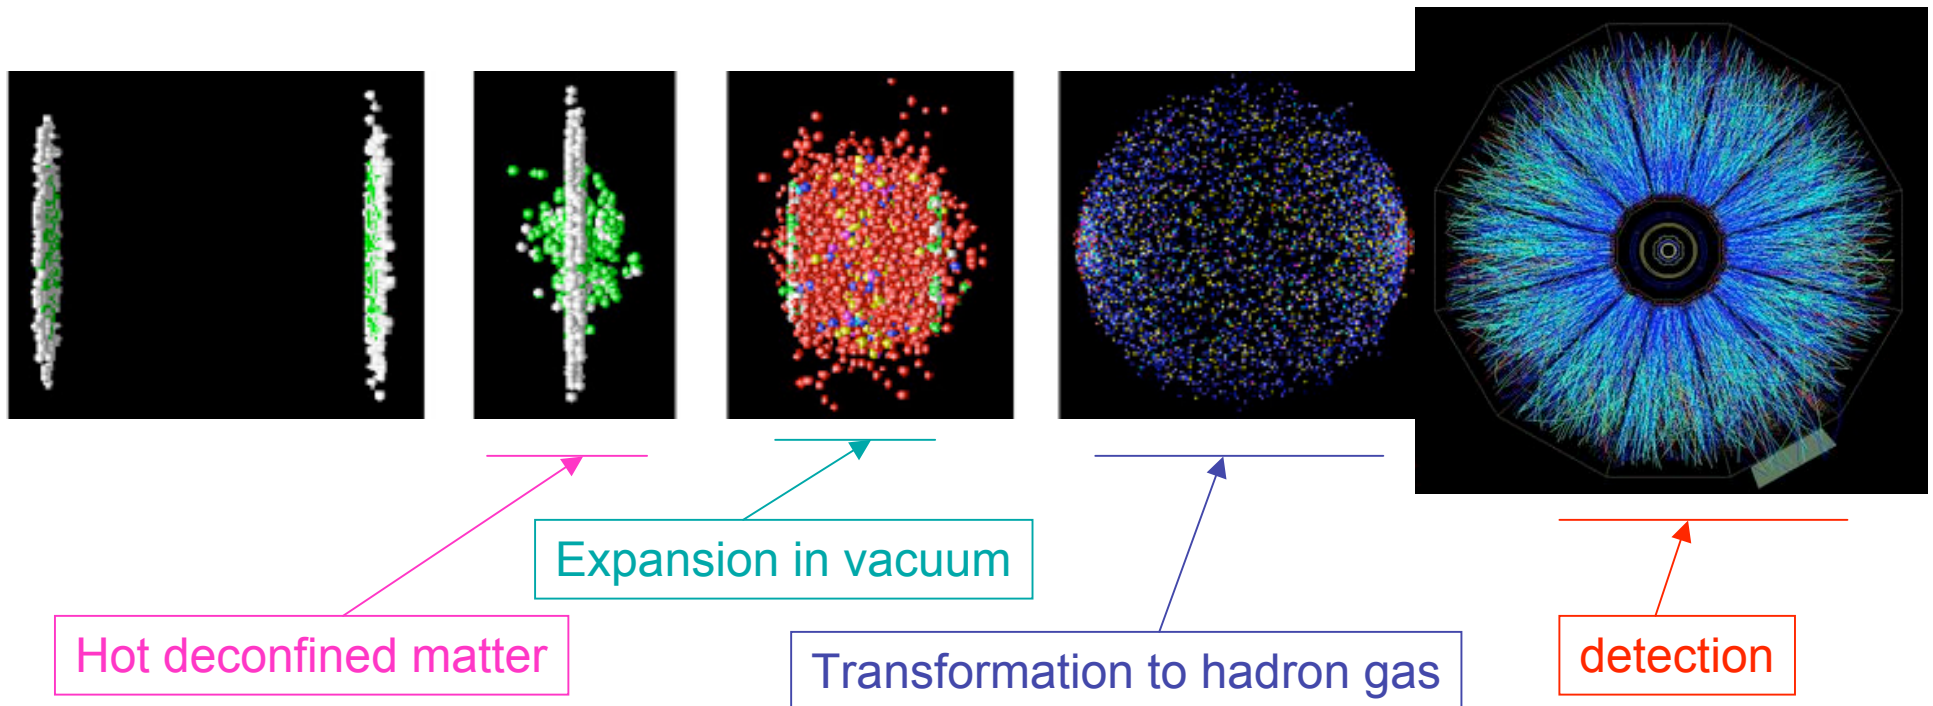 Expansion in vacuum
Hot deconfined matter
Transformation to hadron gas
detection